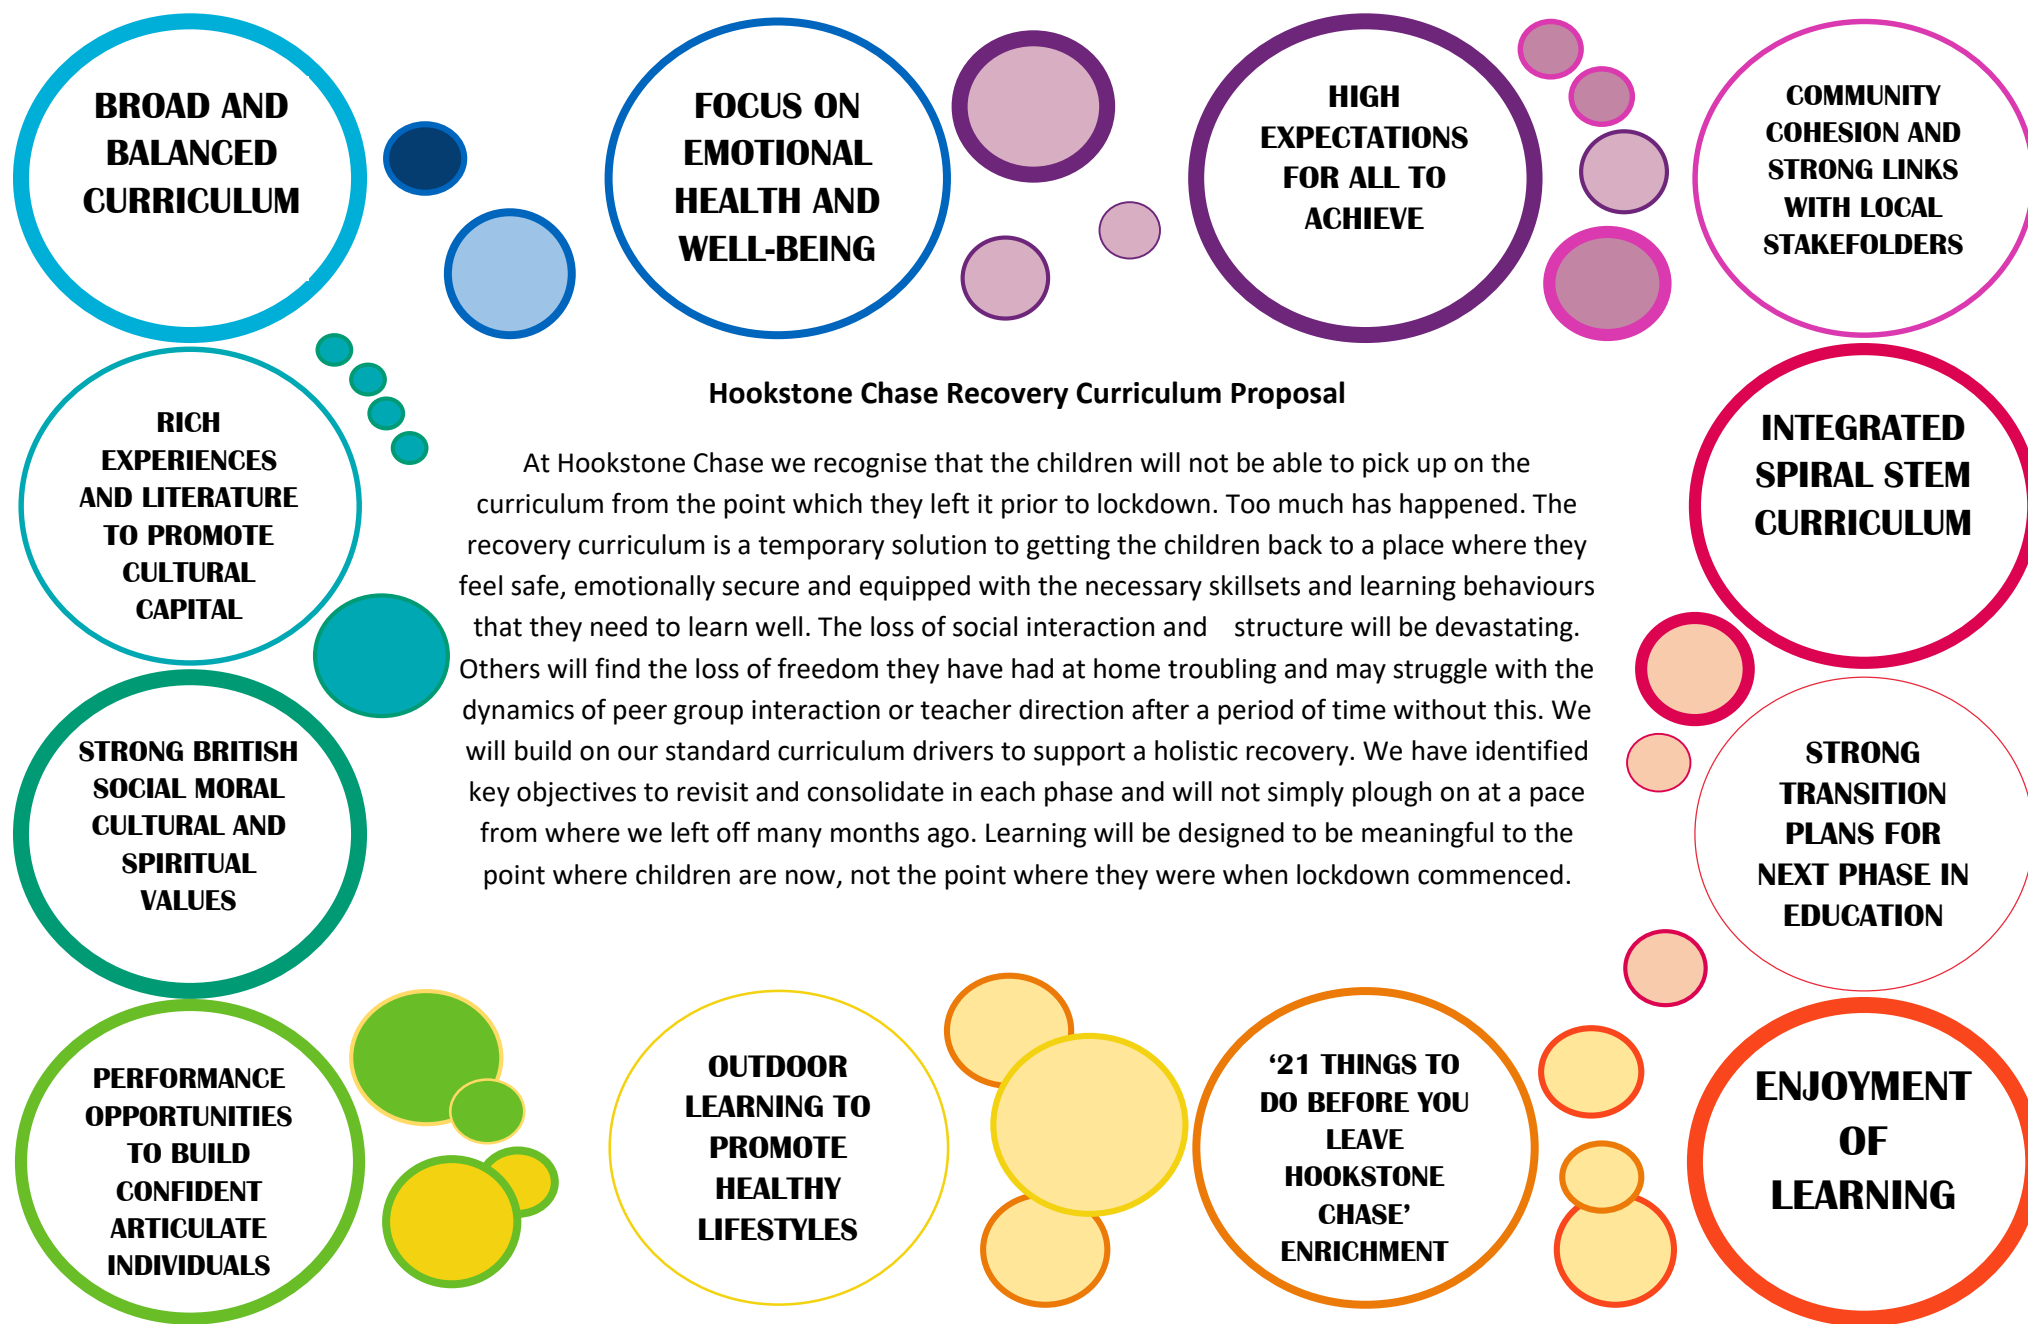 BROAD AND
BALANCED
CURRICULUM
FOCUS ON
EMOTIONAL
HEALTH AND
WELL-BEING
HIGH
EXPECTATIONS
FOR ALL TO
ACHIEVE
COMMUNITY
COHESION AND
STRONG LINKS
WITH LOCAL
STAKEFOLDERS
RICH
EXPERIENCES
AND LITERATURE
TO PROMOTE
CULTURAL
CAPITAL
Hookstone Chase Recovery Curriculum Proposal
At Hookstone Chase we recognise that the children will not be able to pick up on the
curriculum from the point which they left it prior to lockdown. Too much has happened. The
recovery curriculum is a temporary solution to getting the children back to a place where they
feel safe, emotionally secure and equipped with the necessary skillsets and learning behaviours
that they need to learn well. The loss of social interaction and structure will be devastating.
Others will find the loss of freedom they have had at home troubling and may struggle with the
dynamics of peer group interaction or teacher direction after a period of time without this. We
will build on our standard curriculum drivers to support a holistic recovery. We have identified
key objectives to revisit and consolidate in each phase and will not simply plough on at a pace
from where we left off many months ago. Learning will be designed to be meaningful to the
point where children are now, not the point where they were when lockdown commenced.
INTEGRATED
SPIRAL STEM
CURRICULUM
STRONG BRITISH
SOCIAL MORAL
CULTURAL AND
SPIRITUAL
VALUES
STRONG
TRANSITION
PLANS FOR
NEXT PHASE IN
EDUCATION
PERFORMANCE
OPPORTUNITIES
TO BUILD
CONFIDENT
ARTICULATE
INDIVIDUALS
OUTDOOR
LEARNING TO
PROMOTE
HEALTHY
LIFESTYLES
‘21 THINGS TO
DO BEFORE YOU
LEAVE
HOOKSTONE
CHASE’
ENRICHMENT
ENJOYMENT
OF
LEARNING